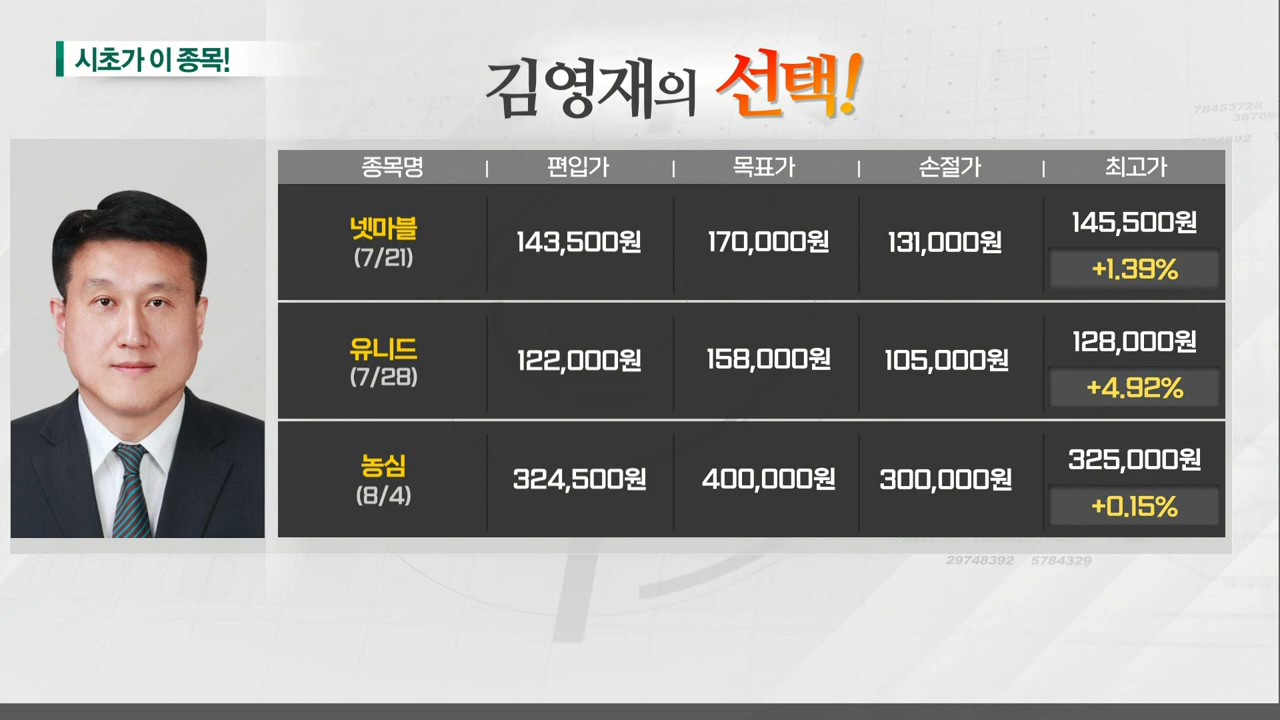 시초가 이 종목!
김영재의 선택!
종목명 | 편입가 | 목표가 | 손절가 | 최고가
넷마블
(7/21)
143,500원
170,000원
131,000원
145,500원
+1.39%
유니드
(7/28)
122,000원
158,000원
105,000원
128,000원
+4.92%
농심
(8/4)
324,500원
400,000원
300,000원
325,000원
+0.15%
78453728
29748392 5784329